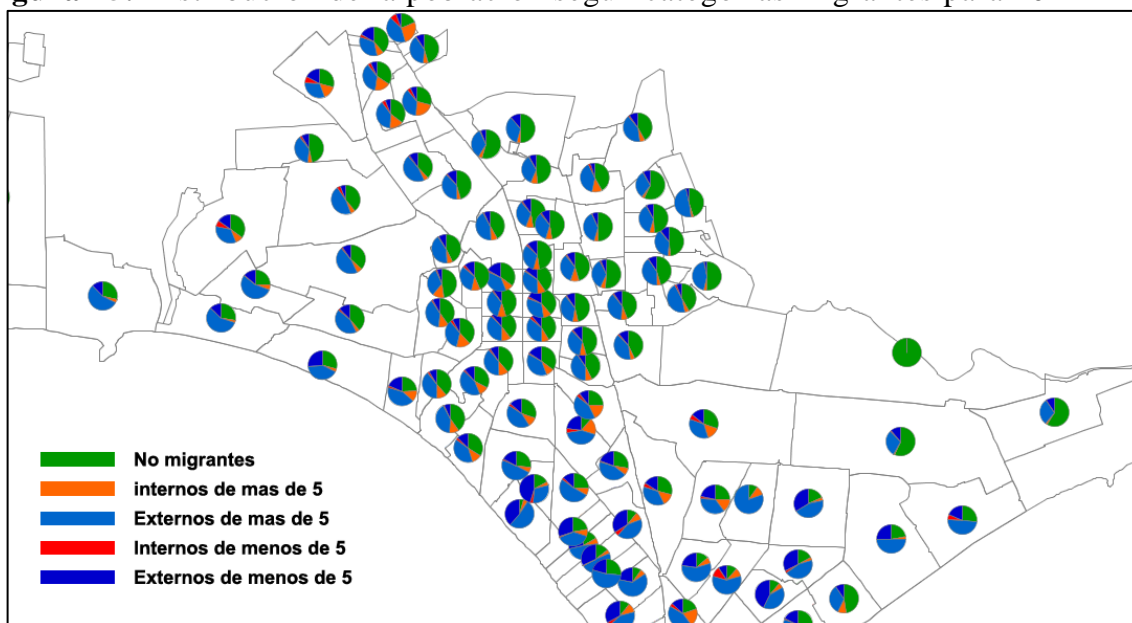 No migrantes
internos de mas de 5
Externos de mas de 5
Internos de menos de 5
Externos de menos de 5